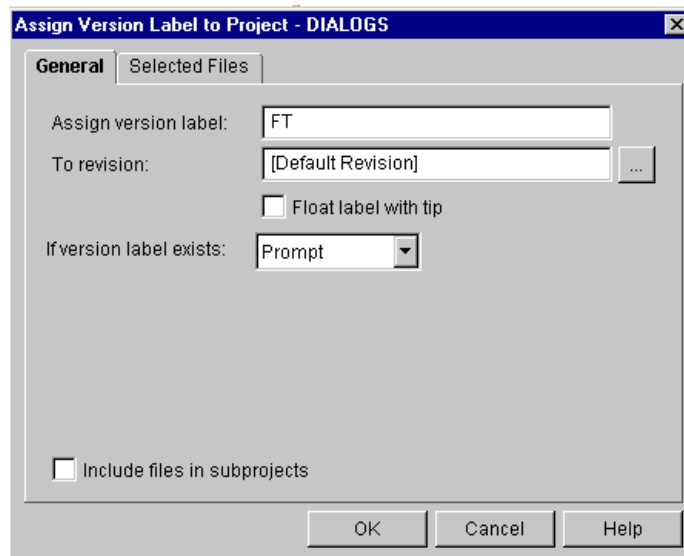 Assign Version Label to Project - DIALOGS
General Selected Files
Assign version label: FT
To revision: [Default Revision] ...
Float label with tip
If version label exists: Prompt
Include files in subprojects
OK Cancel Help